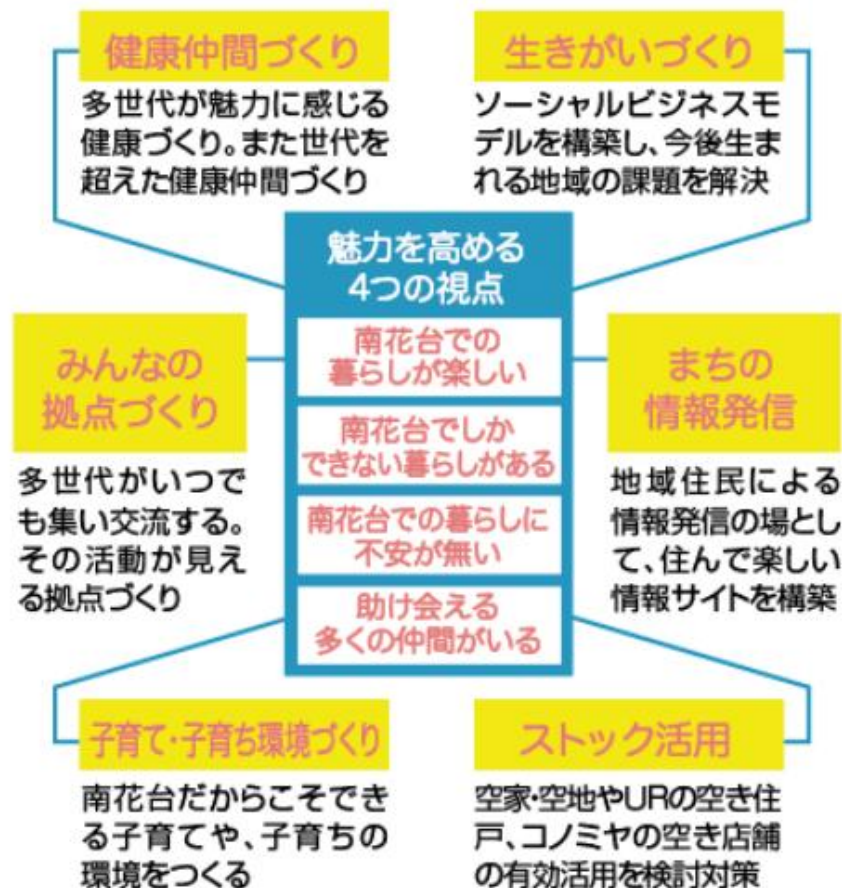 健康仲間づくり
多世代が魅力に感じる
健康づくり。また世代を
超えた健康仲間づくり
生きがいづくり
ソーシャルビジネスモ
デルを構築し、今後生ま
れる地域の課題を解決
魅力を高める
4つの視点
南花台での
暮らしが楽しい
南花台でしか
できない暮らしがある
南花台での暮らしに
不安が無い
助け会える
多くの仲間がいる
みんなの
拠点づくり
多世代がいつで
も集い交流する。
その活動が見え
る拠点づくり
まちの
情報発信
地域住民による
情報発信の場とし
て、住んで楽しい
情報サイトを構築
子育て・子育ち環境づくり
南花台だからこそでき
る子育てや、子育ちの
環境をつくる
ストック活用
空家・空地やURの空き住
戸、コノミヤの空き店舗
の有効活用を検討対策